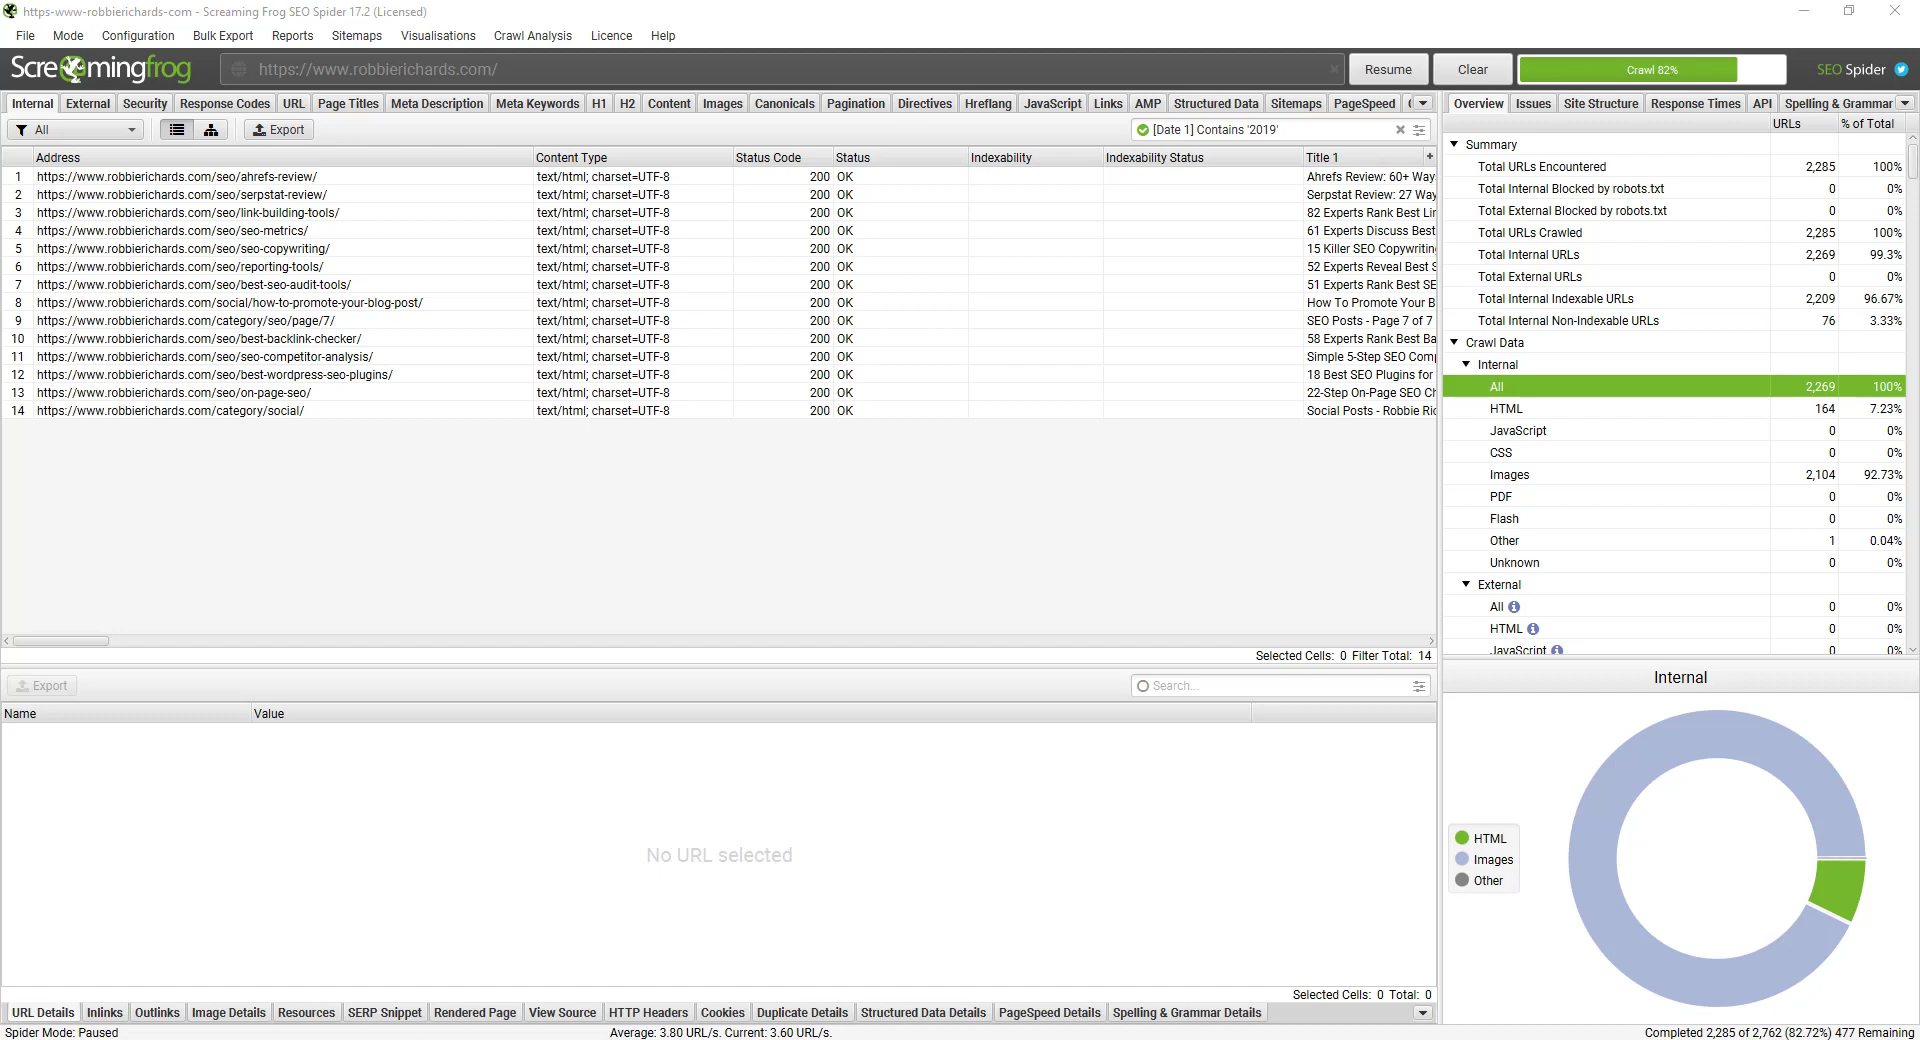 https-www-robbierichards-com - Screaming Frog SEO Spider 17.2 (Licensed)
File Mode Configuration Bulk Export Reports Sitemaps Visualisations Crawl Analysis Licence Help
Screamingfrog https://www.robbierichards.com/ Resume Clear Crawl 82% SEO Spider
Internal External Security Response Codes URL Page Titles Meta Description Meta Keywords H1 H2 Content Images Canonicals Pagination Directives Hreflang JavaScript Links AMP Structured Data Sitemaps PageSpeed
Overview Issues Site Structure Response Times API Spelling & Grammar
All Export [Date 1] Contains '2019'
URLs % of Total
Address Content Type Status Code Status Indexability Indexability Status Title 1 +
1 https://www.robbierichards.com/seo/ahrefs-review/ text/html; charset=UTF-8 200 OK Ahrefs Review: 60+ Way
2 https://www.robbierichards.com/seo/serpstat-review/ text/html; charset=UTF-8 200 OK Serpstat Review: 27 Way
3 https://www.robbierichards.com/seo/link-building-tools/ text/html; charset=UTF-8 200 OK 82 Experts Rank Best Lin
4 https://www.robbierichards.com/seo/seo-metrics/ text/html; charset=UTF-8 200 OK 61 Experts Discuss Best
5 https://www.robbierichards.com/seo/seo-copywriting/ text/html; charset=UTF-8 200 OK 15 Killer SEO Copywriting
6 https://www.robbierichards.com/seo/reporting-tools/ text/html; charset=UTF-8 200 OK 52 Experts Reveal Best S
7 https://www.robbierichards.com/seo/best-seo-audit-tools/ text/html; charset=UTF-8 200 OK 51 Experts Rank Best SE
8 https://www.robbierichards.com/social/how-to-promote-your-blog-post/ text/html; charset=UTF-8 200 OK How To Promote Your B
9 https://www.robbierichards.com/category/seo/page/7/ text/html; charset=UTF-8 200 OK SEO Posts - Page 7 of 7
10 https://www.robbierichards.com/seo/best-backlink-checker/ text/html; charset=UTF-8 200 OK 58 Experts Rank Best Ba
11 https://www.robbierichards.com/seo/seo-competitor-analysis/ text/html; charset=UTF-8 200 OK Simple 5-Step SEO Comp
12 https://www.robbierichards.com/seo/best-wordpress-seo-plugins/ text/html; charset=UTF-8 200 OK 18 Best SEO Plugins for
13 https://www.robbierichards.com/seo/on-page-seo/ text/html; charset=UTF-8 200 OK 22-Step On-Page SEO Ch
14 https://www.robbierichards.com/category/social/ text/html; charset=UTF-8 200 OK Social Posts - Robbie Ric
Selected Cells: 0 Filter Total: 14
Summary
Total URLs Encountered 2,285 100%
Total Internal Blocked by robots.txt 0 0%
Total External Blocked by robots.txt 0 0%
Total URLs Crawled 2,285 100%
Total Internal URLs 2,269 99.3%
Total External URLs 0 0%
Total Internal Indexable URLs 2,209 96.67%
Total Internal Non-Indexable URLs 76 3.33%
Crawl Data
Internal
All 2,269 100%
HTML 164 7.23%
JavaScript 0 0%
CSS 0 0%
Images 2,104 92.73%
PDF 0 0%
Flash 0 0%
Other 1 0.04%
Unknown 0 0%
External
All 0 0%
HTML 0 0%
JavaScript 0 0%
Export Search...
Name Value
No URL selected
Selected Cells: 0 Total: 0
Internal
HTML
Images
Other
URL Details Inlinks Outlinks Image Details Resources SERP Snippet Rendered Page View Source HTTP Headers Cookies Duplicate Details Structured Data Details PageSpeed Details Spelling & Grammar Details
Spider Mode: Paused Average: 3.80 URL/s. Current: 3.60 URL/s. Completed 2,285 of 2,762 (82.72%) 477 Remaining